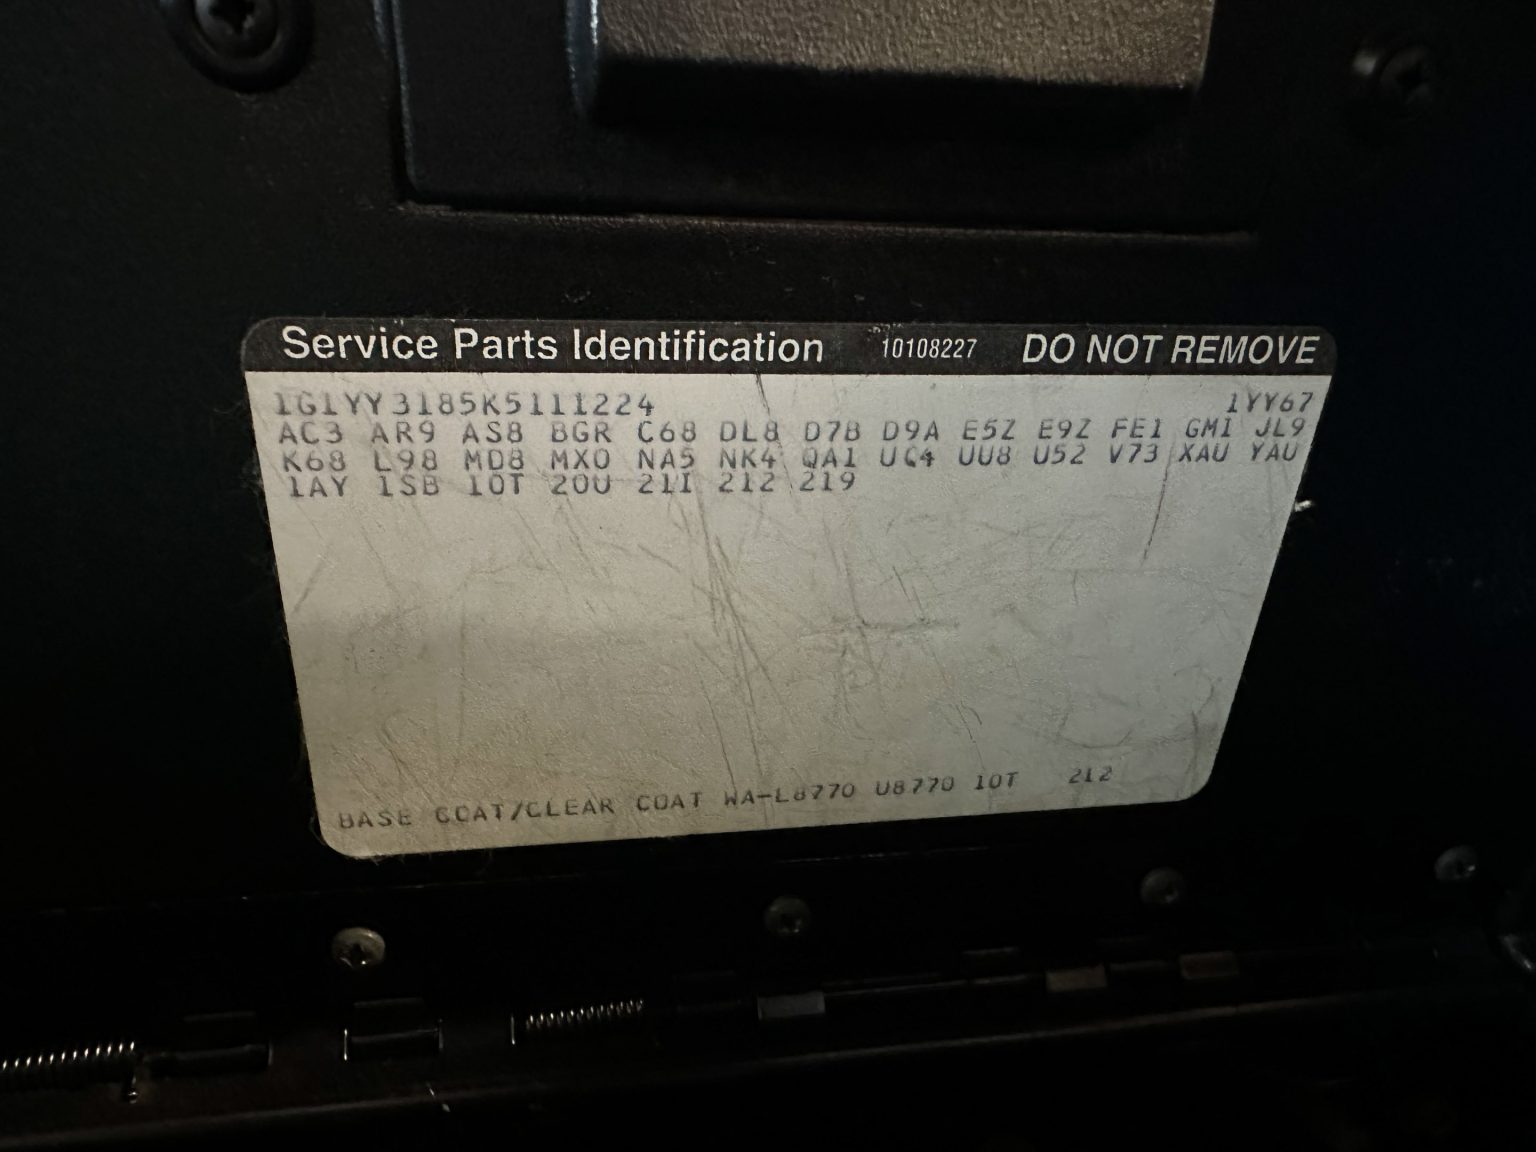 Service Parts Identification 10108227 DO NOT REMOVE
1G1YY3185K5111224 1YY67
AC3 AR9 AS8 BGR C68 DL8 D7B D9A E5Z E9Z FE1 GMI JL9
K68 L98 MD8 MX0 NA5 NK4 QA1 UC4 UU8 U52 V73 XAU YAU
1AY 1SB 10T 20U 21I 212 219
BASE COAT/CLEAR COAT WA-L8770 U8770 10T 212